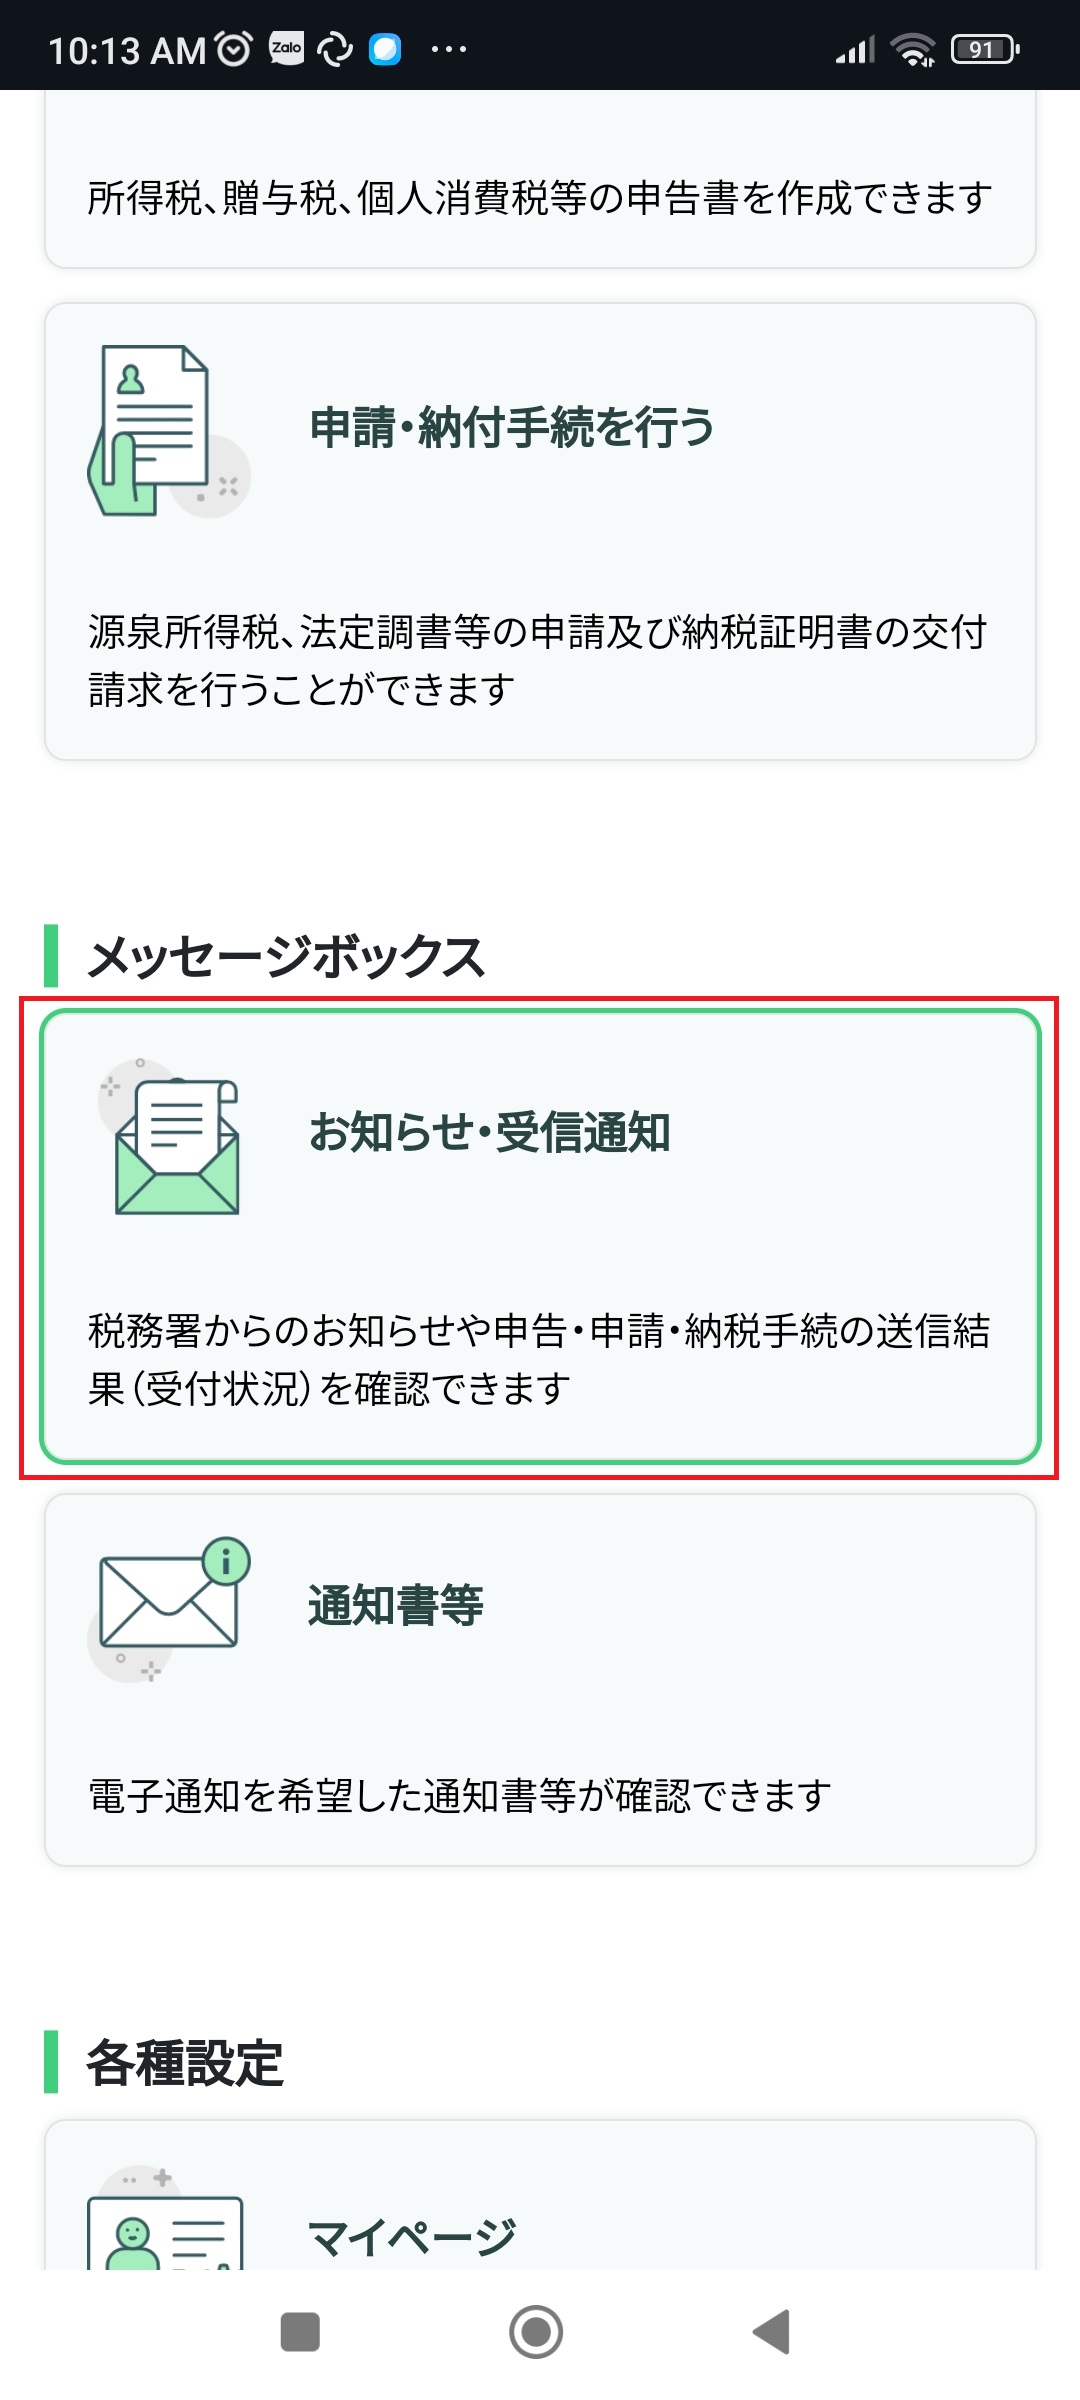 10:13 AM
Zalo
91
所得税、贈与税、個人消費税等の申告書を作成できます
申請・納付手続を行う
源泉所得税、法定調書等の申請及び納税証明書の交付
請求を行うことができます
メッセージボックス
お知らせ・受信通知
税務署からのお知らせや申告・申請・納税手続の送信結
果（受付状況）を確認できます
通知書等
電子通知を希望した通知書等が確認できます
各種設定
マイページ